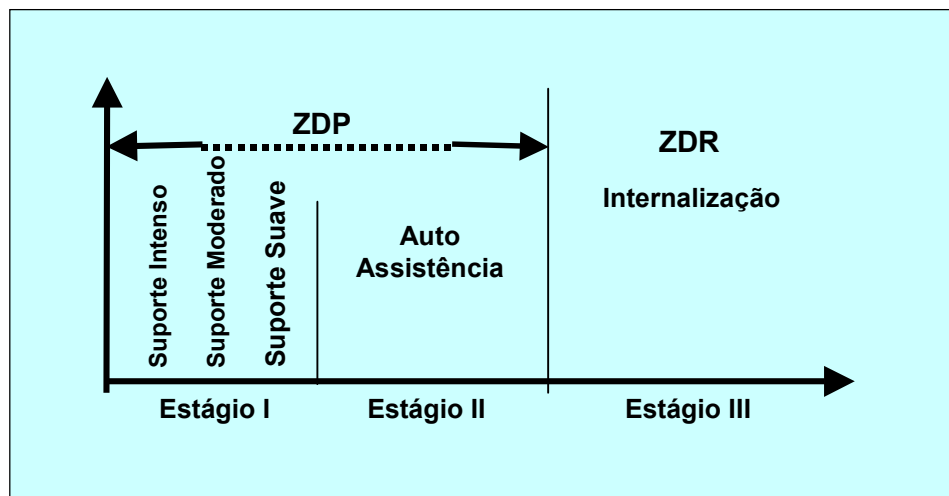 ZDP
ZDR
Internalização
Suporte Intenso
Suporte Moderado
Suporte Suave
Auto
Assistência
Estágio I
Estágio II
Estágio III